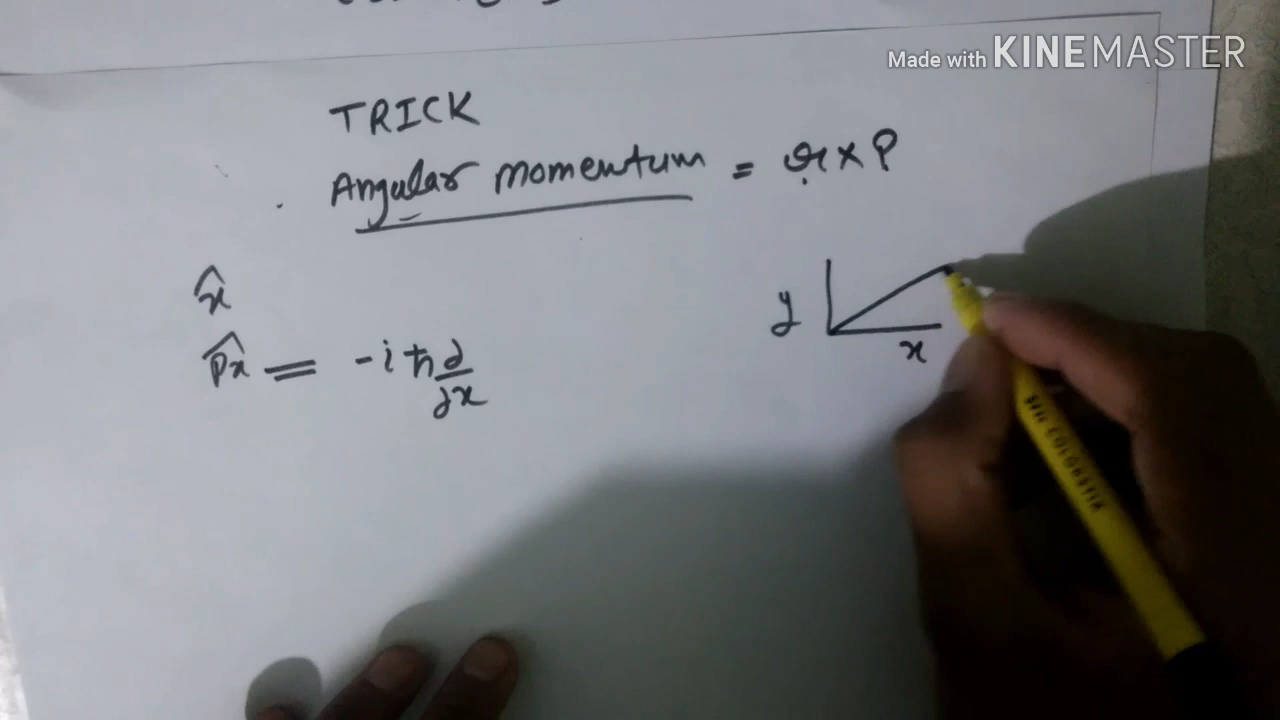 Made with KINEMASTER
TRICK
Angular momentum = r × P
x̂
p̂x = -iħ ∂/∂x
y
x